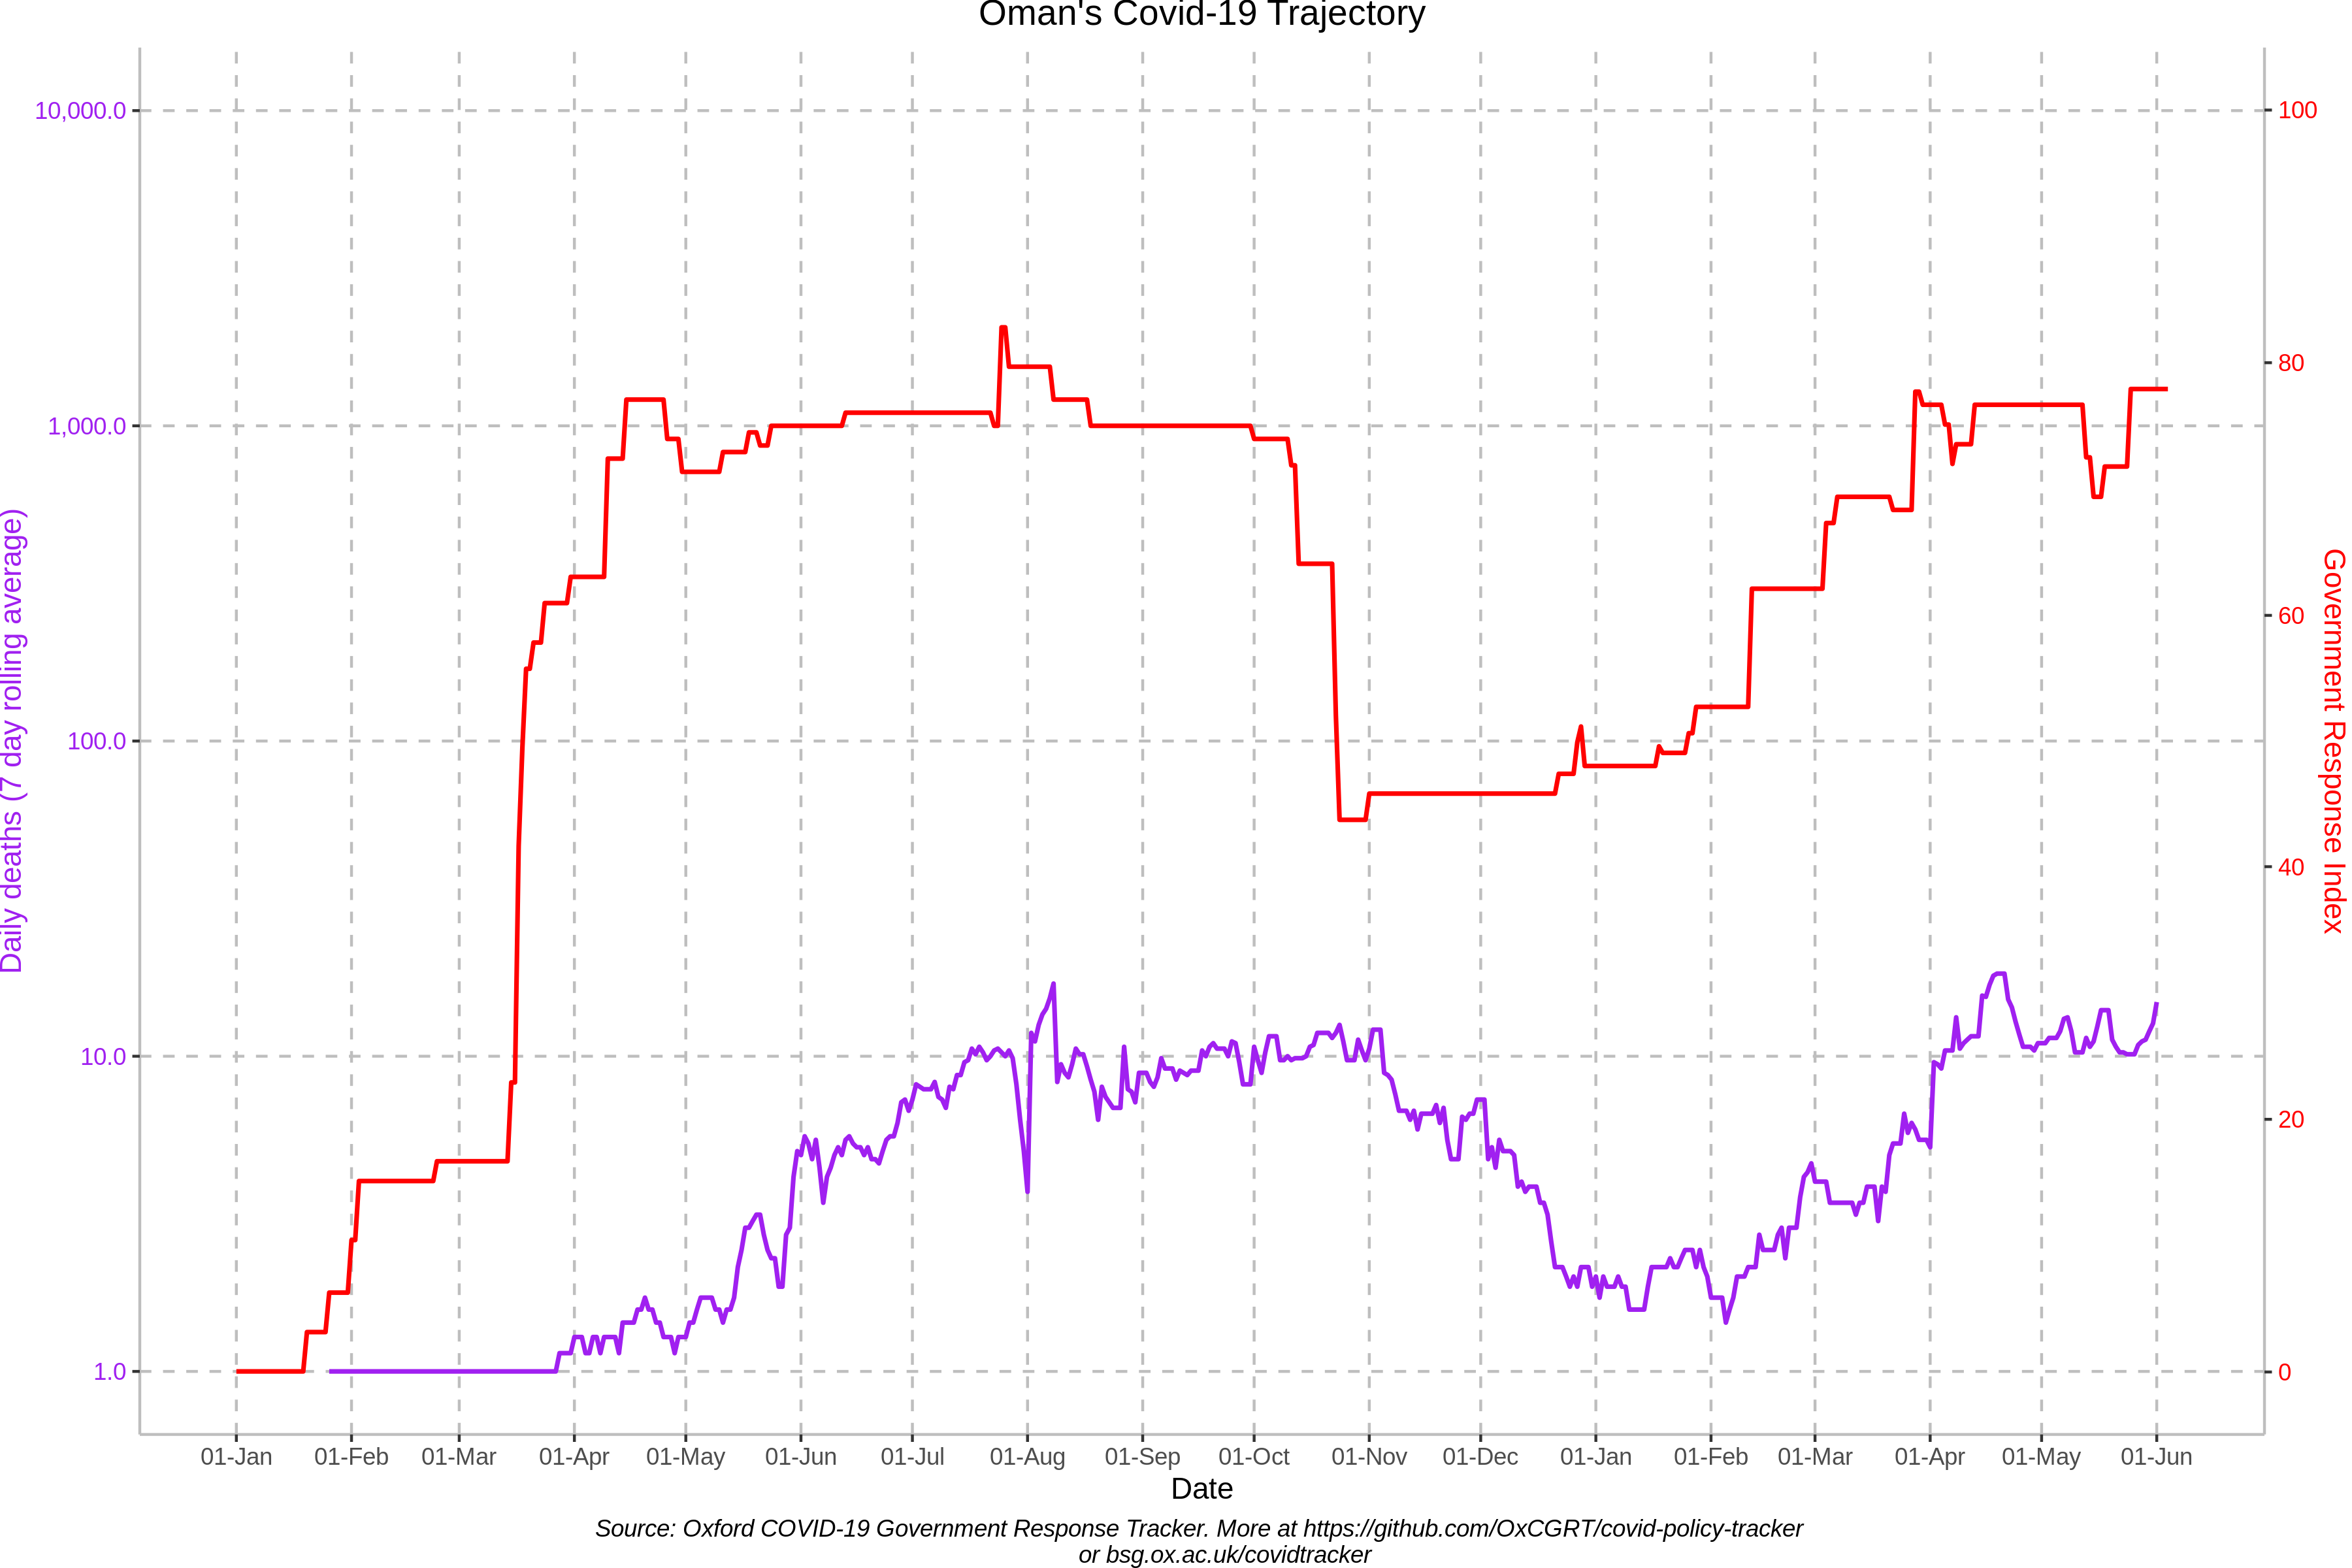 Oman's Covid-19 Trajectory
10,000.0
1,000.0
100.0
10.0
1.0
Daily deaths (7 day rolling average)
100
80
60
40
20
0
Government Response Index
01-Jan 01-Feb 01-Mar 01-Apr 01-May 01-Jun 01-Jul 01-Aug 01-Sep 01-Oct 01-Nov 01-Dec 01-Jan 01-Feb 01-Mar 01-Apr 01-May 01-Jun
Date
Source: Oxford COVID-19 Government Response Tracker. More at https://github.com/OxCGRT/covid-policy-tracker
or bsg.ox.ac.uk/covidtracker